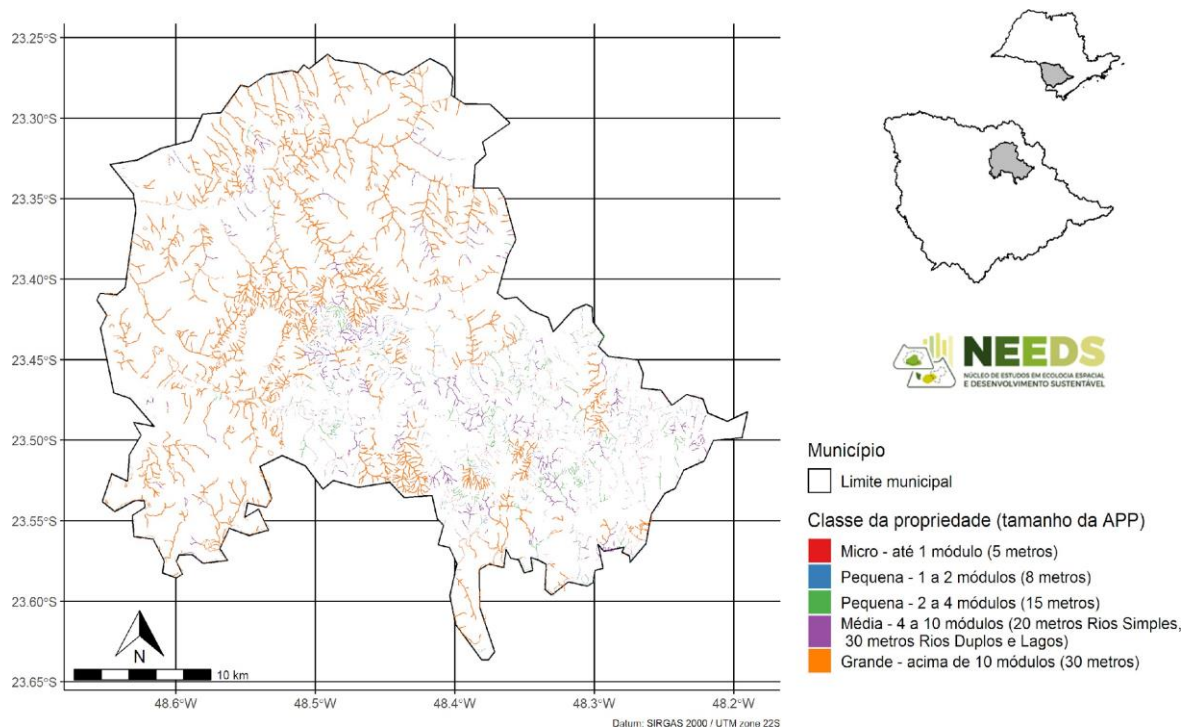 23.25°S
23.30°S
23.35°S
23.40°S
23.45°S
23.50°S
23.55°S
23.60°S
23.65°S
N
10 km
48.6°W
48.5°W
48.4°W
48.3°W
48.2°W
Datum: SIRGAS 2000 / UTM zone 22S
NEEDS
NÚCLEO DE ESTUDOS EM ECOLOGIA ESPACIAL
E DESENVOLVIMENTO SUSTENTÁVEL
Município
Limite municipal
Classe da propriedade (tamanho da APP)
Micro - até 1 módulo (5 metros)
Pequena - 1 a 2 módulos (8 metros)
Pequena - 2 a 4 módulos (15 metros)
Média - 4 a 10 módulos (20 metros Rios Simples,
30 metros Rios Duplos e Lagos)
Grande - acima de 10 módulos (30 metros)